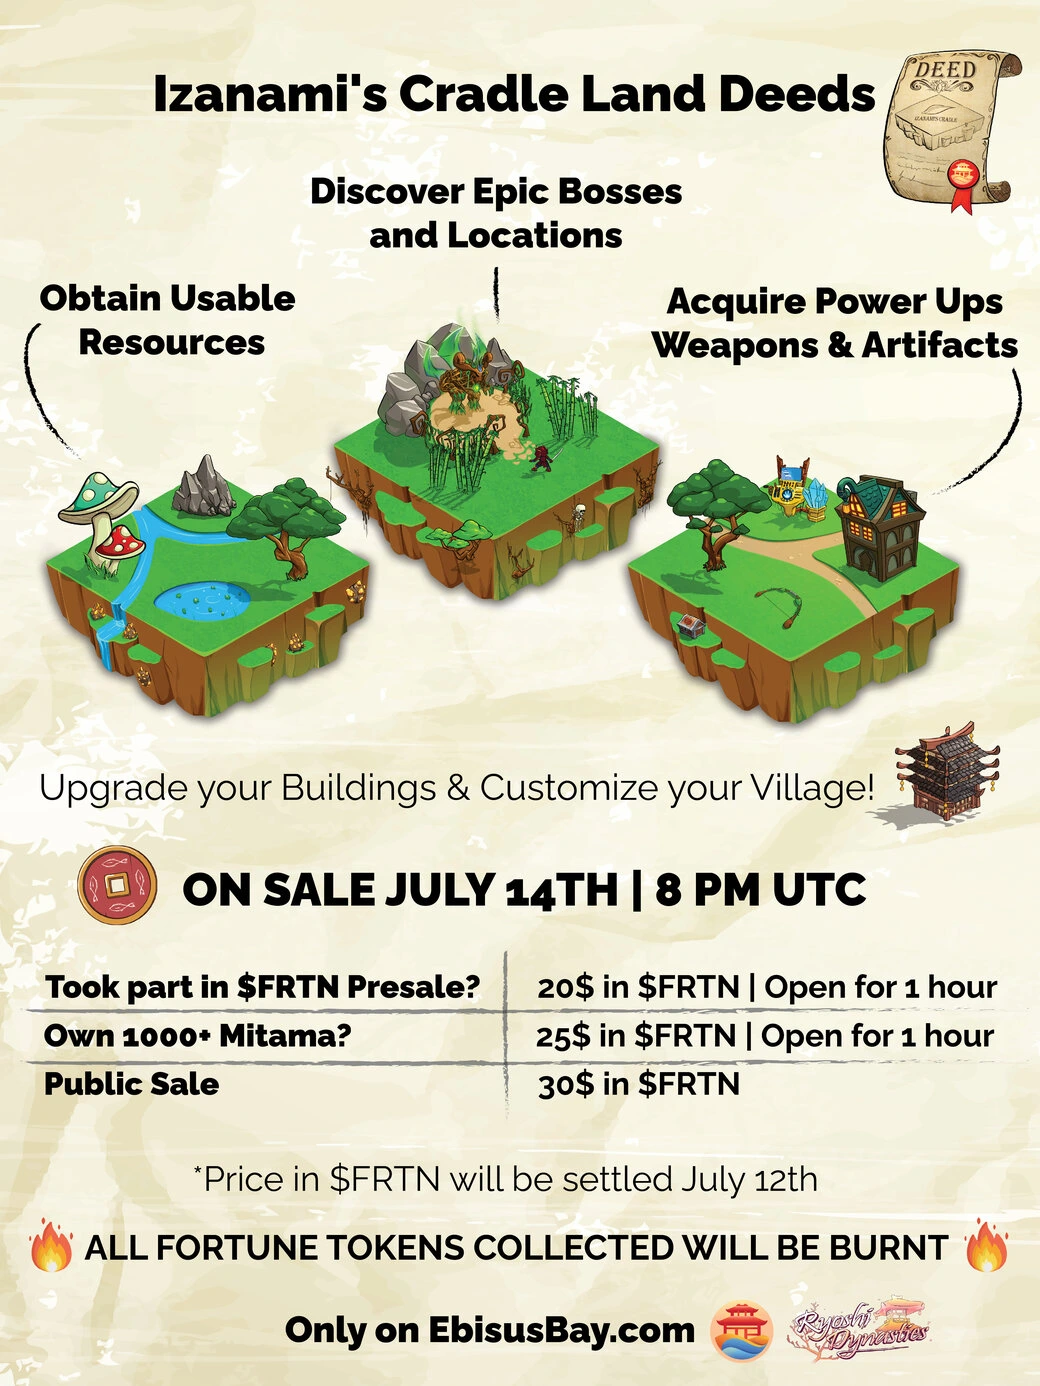 Izanami's Cradle Land Deeds
DEED
IZANAMI'S CRADLE
Discover Epic Bosses
and Locations
Obtain Usable
Resources
Acquire Power Ups
Weapons & Artifacts
Upgrade your Buildings & Customize your Village!
ON SALE JULY 14TH | 8 PM UTC
Took part in $FRTN Presale? 20$ in $FRTN | Open for 1 hour
Own 1000+ Mitama? 25$ in $FRTN | Open for 1 hour
Public Sale 30$ in $FRTN
*Price in $FRTN will be settled July 12th
ALL FORTUNE TOKENS COLLECTED WILL BE BURNT
Only on EbisusBay.com
Ryoshi
Dynasties